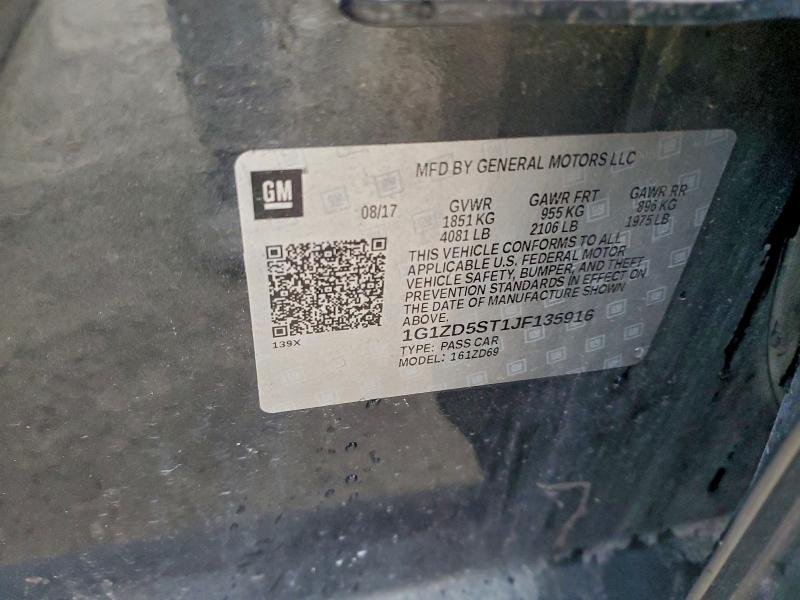 MFD BY GENERAL MOTORS LLC
GM
08/17
GVWR GAWR FRT GAWR RR
1851 KG 955 KG 896 KG
4081 LB 2106 LB 1975 LB
THIS VEHICLE CONFORMS TO ALL
APPLICABLE U.S. FEDERAL MOTOR
VEHICLE SAFETY, BUMPER, AND THEFT
PREVENTION STANDARDS IN EFFECT ON
THE DATE OF MANUFACTURE SHOWN
ABOVE.
1G1ZD5ST1JF135916
TYPE: PASS CAR
MODEL: 161ZD69
139X